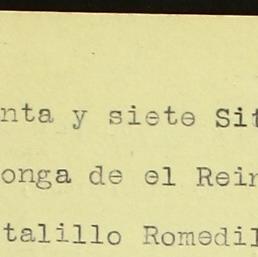 nta y siete Sit
onga de el Rein
talillo Romedil